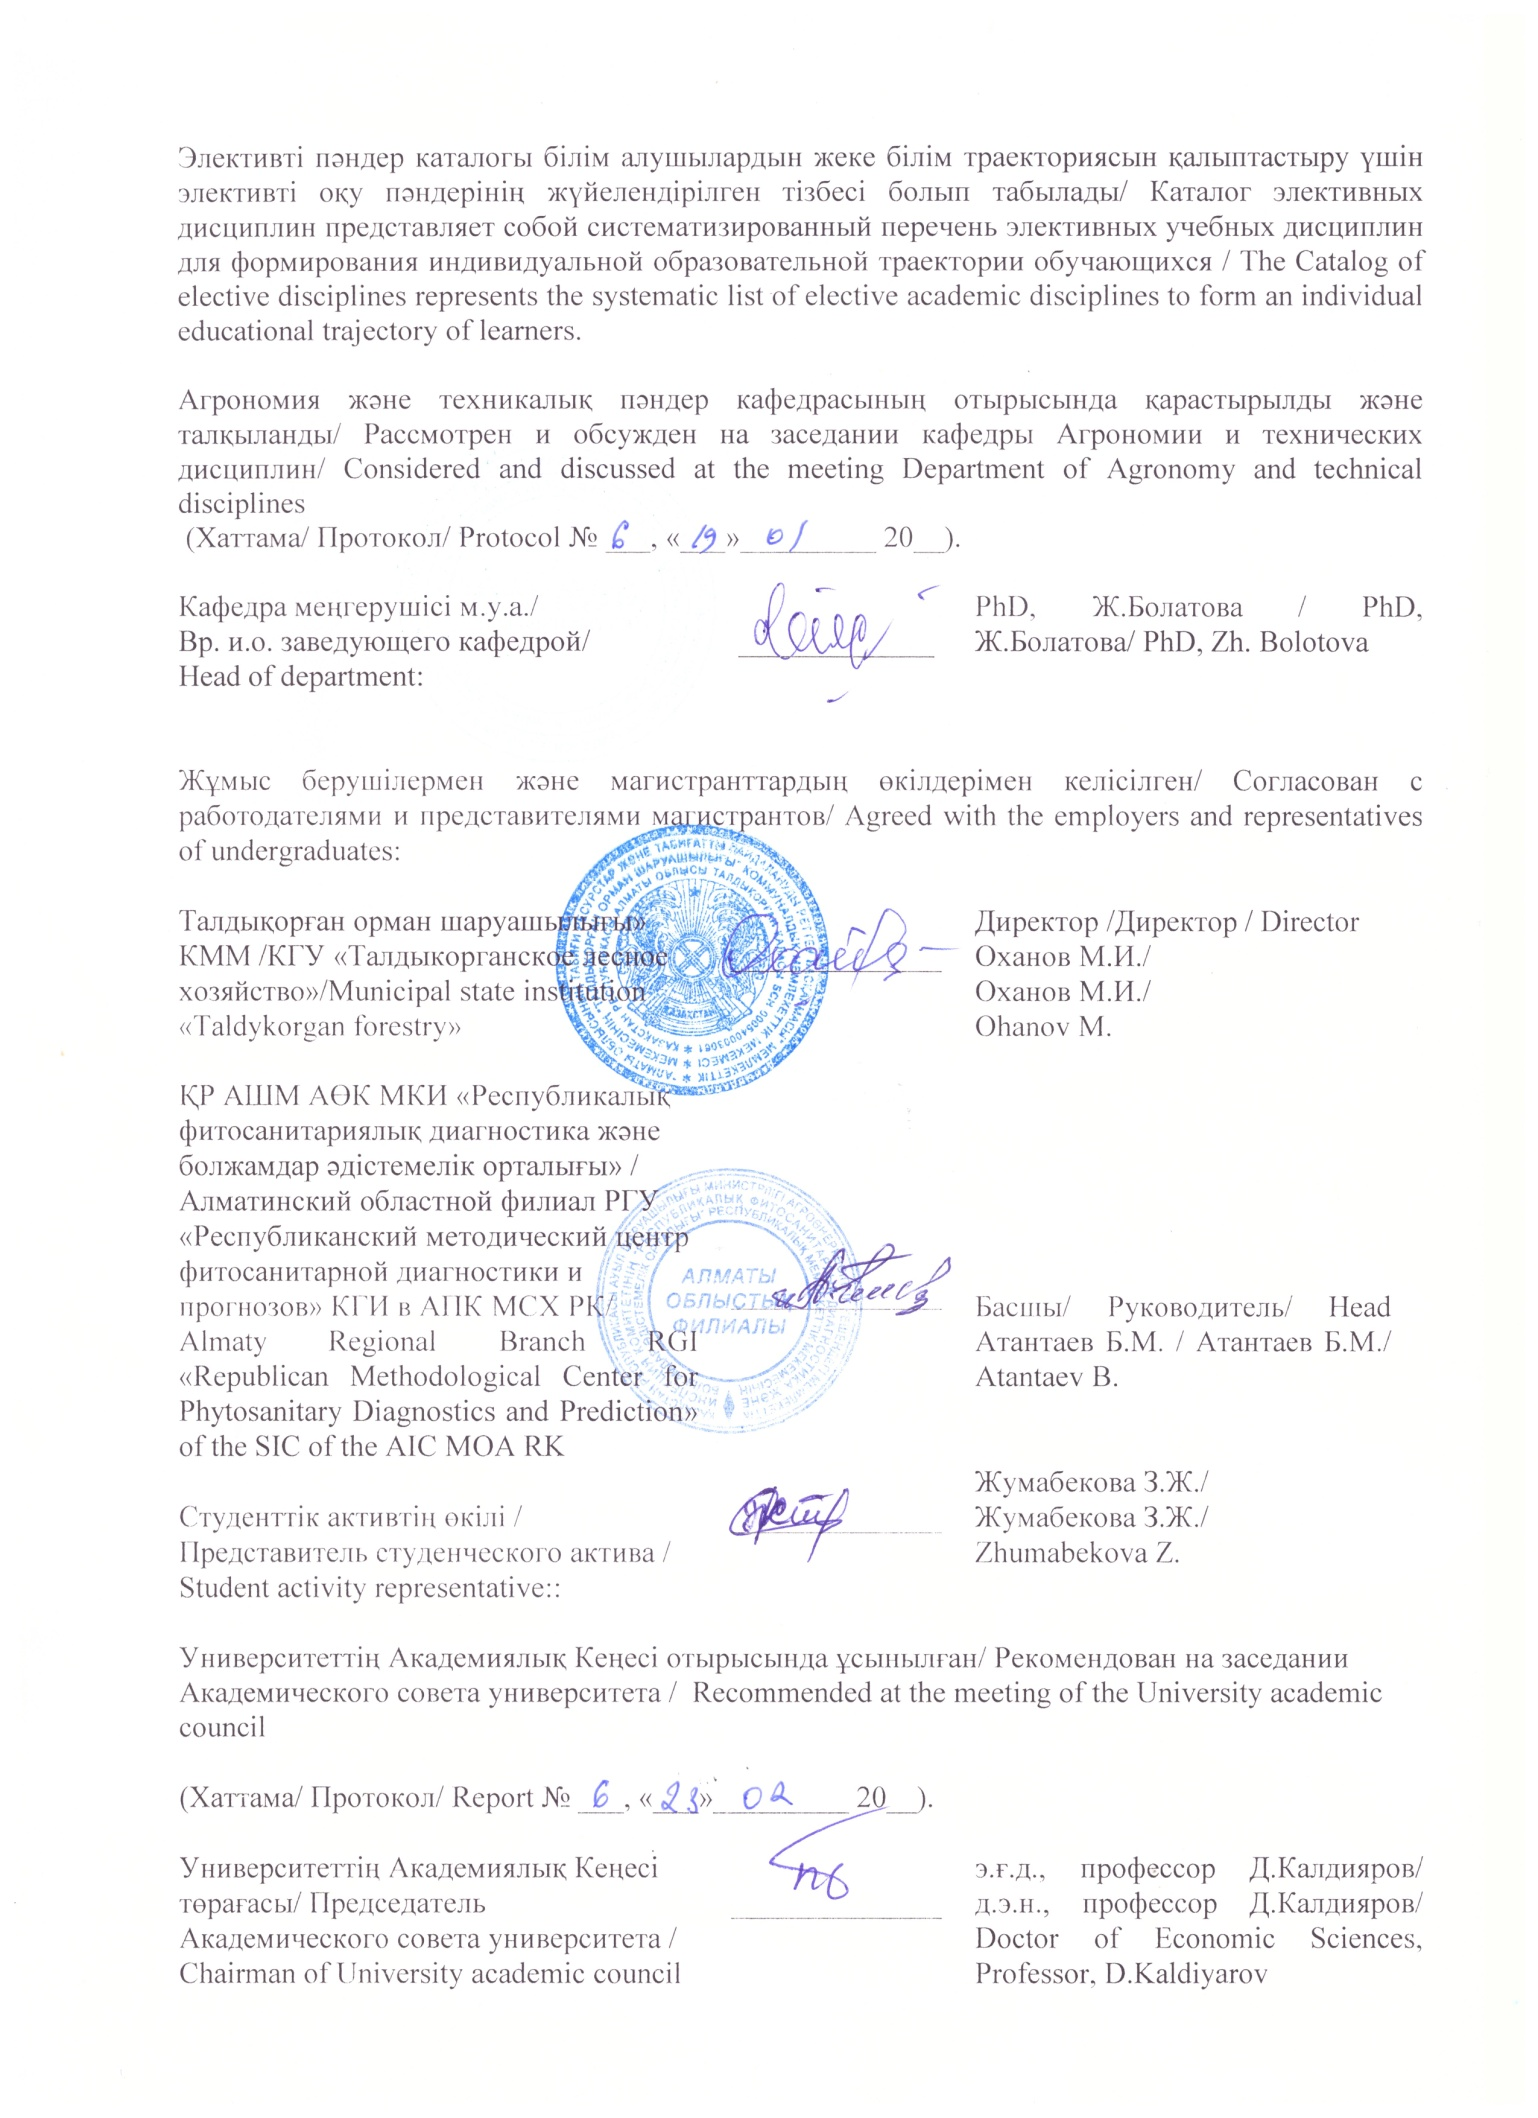 Элективті пәндер каталогы білім алушылардын жеке білім траекториясын қалыптастыру үшін
элективті оқу пәндерінің жүйелендірілген тізбесі болып табылады/ Каталог элективных
дисциплин представляет собой систематизированный перечень элективных учебных дисциплин
для формирования индивидуальной образовательной траектории обучающихся / The Catalog of
elective disciplines represents the systematic list of elective academic disciplines to form an individual
educational trajectory of learners.
Агрономия және техникалық пәндер кафедрасының отырысында қарастырылды және
талқыланды/ Рассмотрен и обсужден на заседании кафедры Агрономии и технических
дисциплин/ Considered and discussed at the meeting Department of Agronomy and technical
disciplines
(Хаттама/ Протокол/ Protocol № 6, «19» 01 20__).
Кафедра меңгерушісі м.у.а./
Вр. и.о. заведующего кафедрой/
Head of department:
PhD, Ж.Болатова / PhD,
Ж.Болатова/ PhD, Zh. Bolotova
Жұмыс берушілермен және магистранттардың өкілдерімен келісілген/ Согласован с
работодателями и представителями магистрантов/ Agreed with the employers and representatives
of undergraduates:
Талдықорған орман шаруашылығы»
КММ /КГУ «Талдыкорганское лесное
хозяйство»/Municipal state institution
«Taldykorgan forestry»
Директор /Директор / Director
Оханов М.И./
Оханов М.И./
Ohanov M.
ҚАЗАҚСТАН
ҚР АШМ АӨК МКИ «Республикалық
фитосанитариялық диагностика және
болжамдар әдістемелік орталығы» /
Алматинский областной филиал РГУ
«Республиканский методический центр
фитосанитарной диагностики и
прогнозов» КГИ в АПК МСХ РК/
Almaty Regional Branch RGI
«Republican Methodological Center for
Phytosanitary Diagnostics and Prediction»
of the SIC of the AIC MOA RK
АЛМАТЫ
ОБЛЫСТЫҚ
ФИЛИАЛЫ
Басшы/ Руководитель/ Head
Атантаев Б.М. / Атантаев Б.М./
Atantaev B.
Студенттік активтің өкілі /
Представитель студенческого актива /
Student activity representative::
Жумабекова З.Ж./
Жумабекова З.Ж./
Zhumabekova Z.
Университеттің Академиялық Кеңесі отырысында ұсынылған/ Рекомендован на заседании
Академического совета университета / Recommended at the meeting of the University academic
council
(Хаттама/ Протокол/ Report № 6, «23» 02 20__).
Университеттің Академиялық Кеңесі
төрағасы/ Председатель
Академического совета университета /
Chairman of University academic council
э.ғ.д., профессор Д.Калдияров/
д.э.н., профессор Д.Калдияров/
Doctor of Economic Sciences,
Professor, D.Kaldiyarov